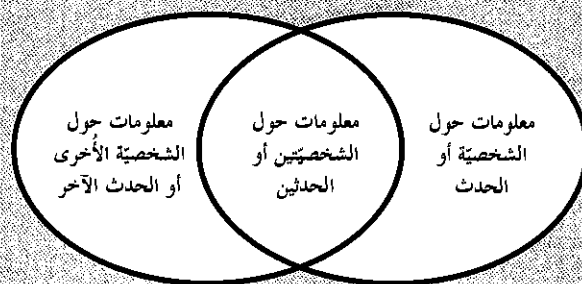 معلومات حول
الشخصيّة أو
الحدث
معلومات حول
الشخصيّتين أو
الحدثين
معلومات حول
الشخصيّة الأُخرى
أو الحدث الآخر